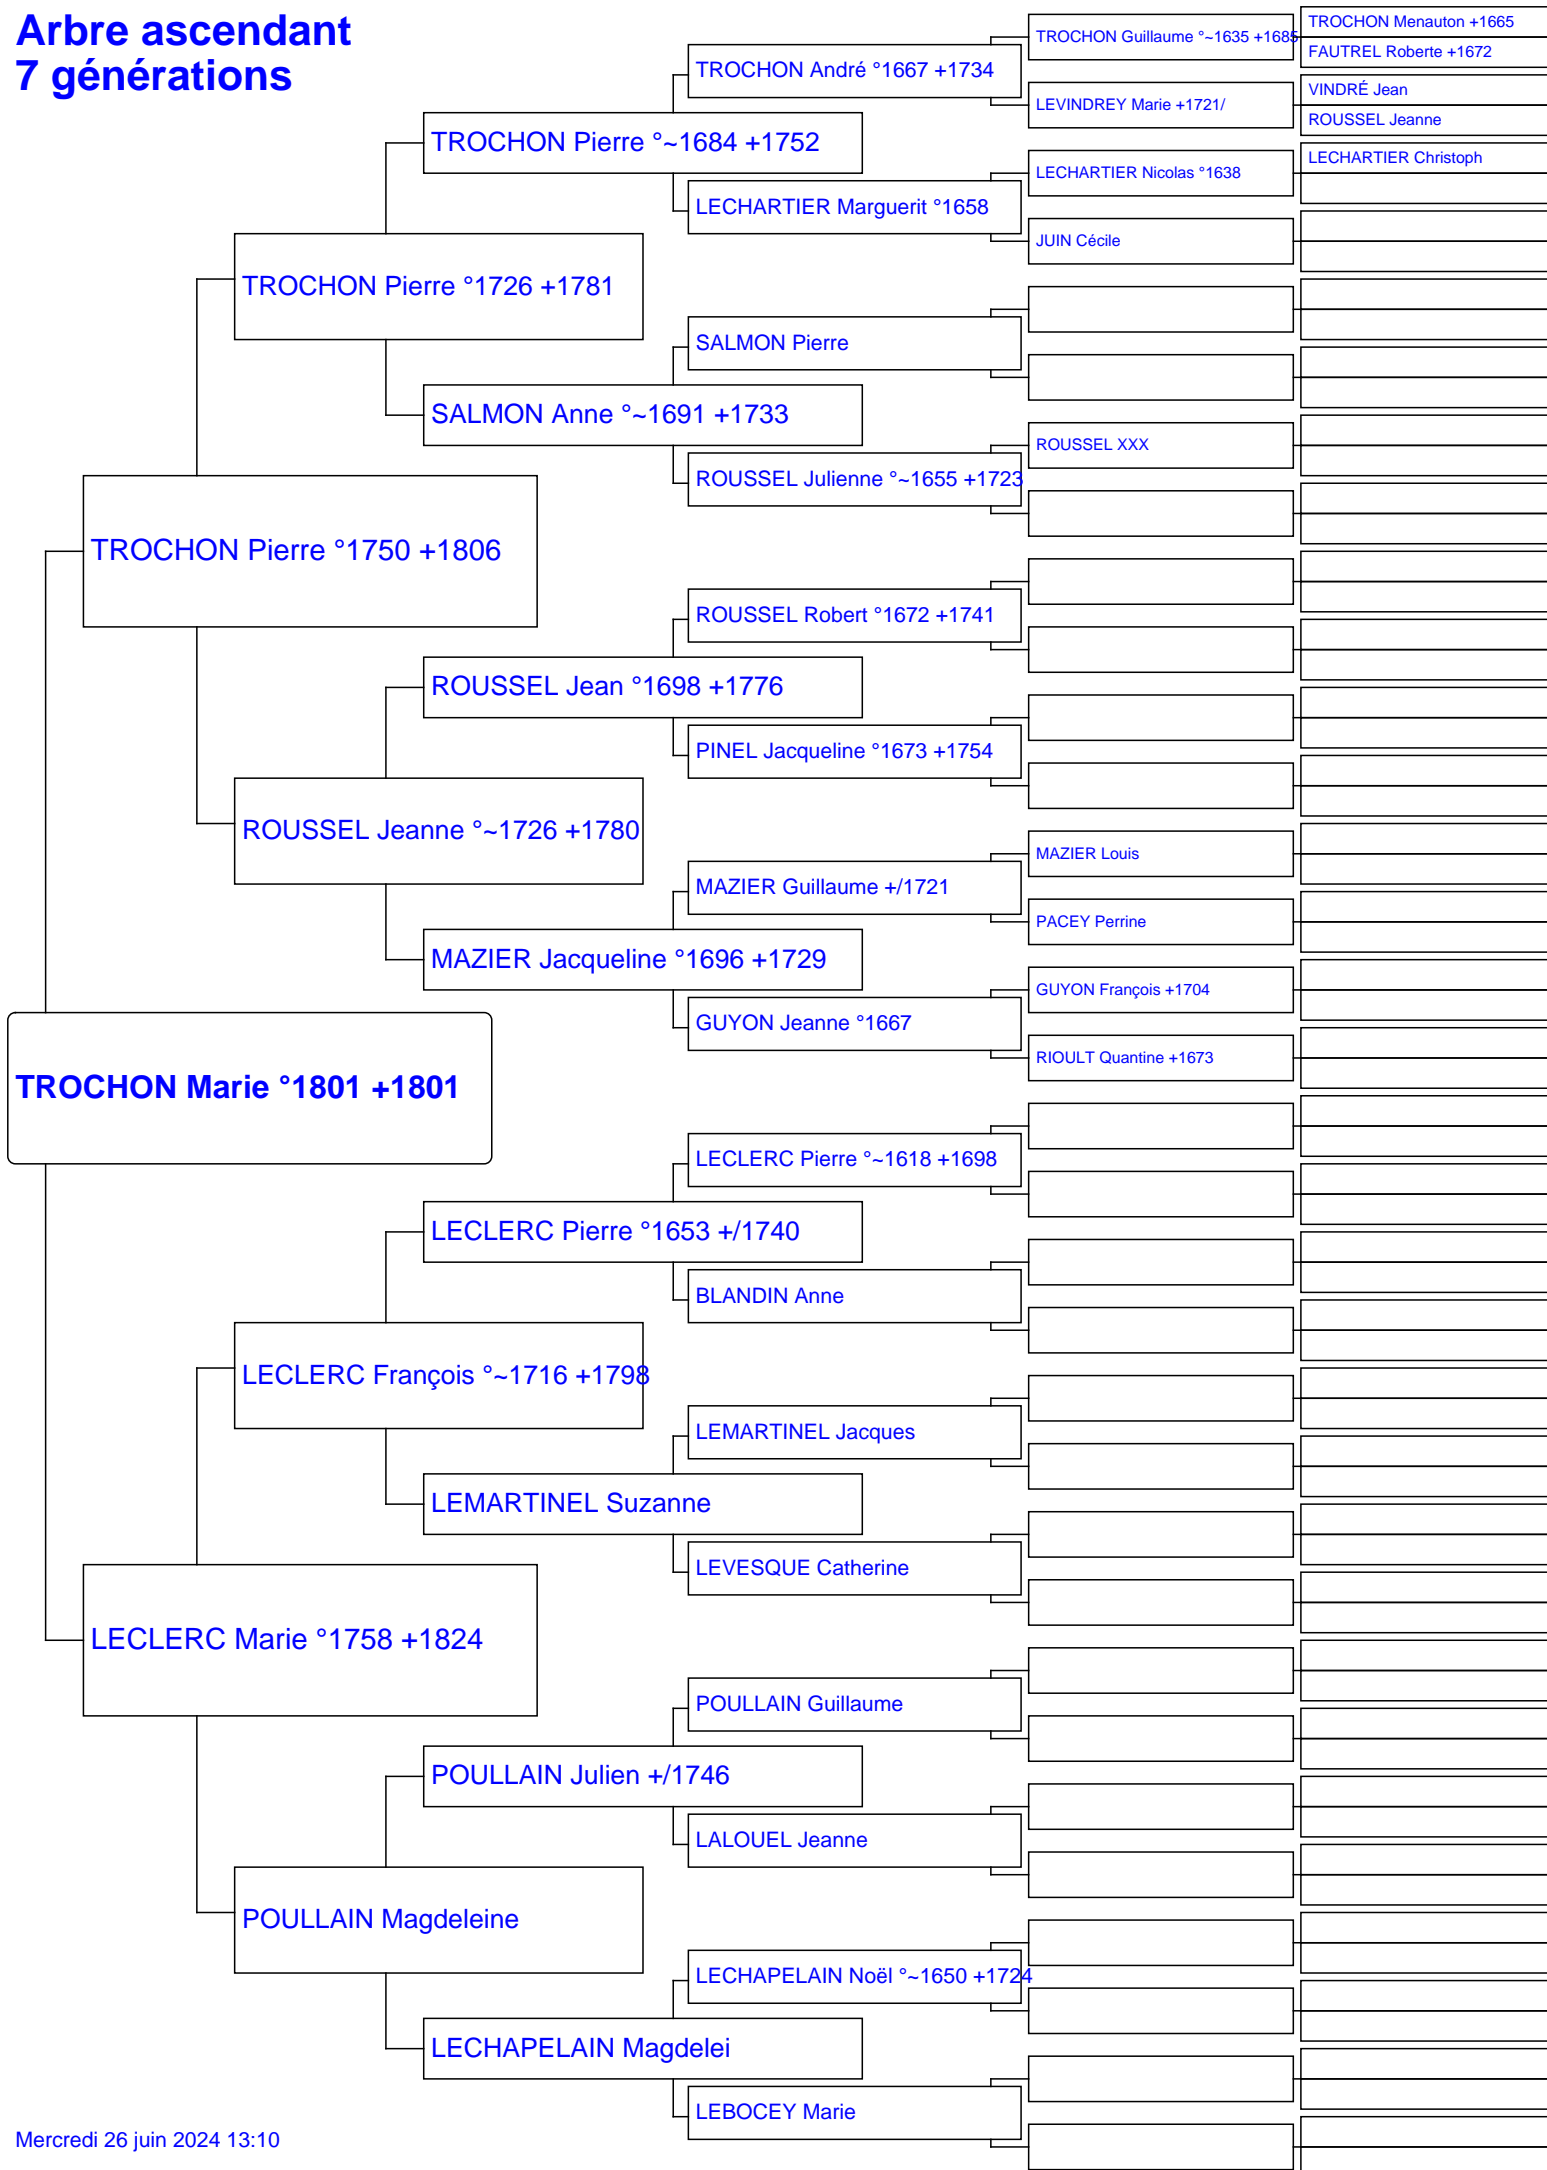 Arbre ascendant
7 générations
TROCHON Marie °1801 +1801
TROCHON Pierre °1750 +1806
LECLERC Marie °1758 +1824
TROCHON Pierre °1726 +1781
ROUSSEL Jeanne °~1726 +1780
LECLERC François °~1716 +1798
POULLAIN Magdeleine
TROCHON Pierre °~1684 +1752
SALMON Anne °~1691 +1733
ROUSSEL Jean °1698 +1776
MAZIER Jacqueline °1696 +1729
LECLERC Pierre °1653 +/1740
LEMARTINEL Suzanne
POULLAIN Julien +/1746
LECHAPELAIN Magdelei
TROCHON André °1667 +1734
LECHARTIER Marguerit °1658
SALMON Pierre
ROUSSEL Julienne °~1655 +1723
ROUSSEL Robert °1672 +1741
PINEL Jacqueline °1673 +1754
MAZIER Guillaume +/1721
GUYON Jeanne °1667
LECLERC Pierre °~1618 +1698
BLANDIN Anne
LEMARTINEL Jacques
LEVESQUE Catherine
POULLAIN Guillaume
LALOUEL Jeanne
LECHAPELAIN Noël °~1650 +1724
LEBOCEY Marie
TROCHON Guillaume °~1635 +1685
LEVINDREY Marie +1721/
LECHARTIER Nicolas °1638
JUIN Cécile
ROUSSEL XXX
MAZIER Louis
PACEY Perrine
GUYON François +1704
RIOULT Quantine +1673
TROCHON Menauton +1665
FAUTREL Roberte +1672
VINDRÉ Jean
ROUSSEL Jeanne
LECHARTIER Christoph
Mercredi 26 juin 2024 13:10